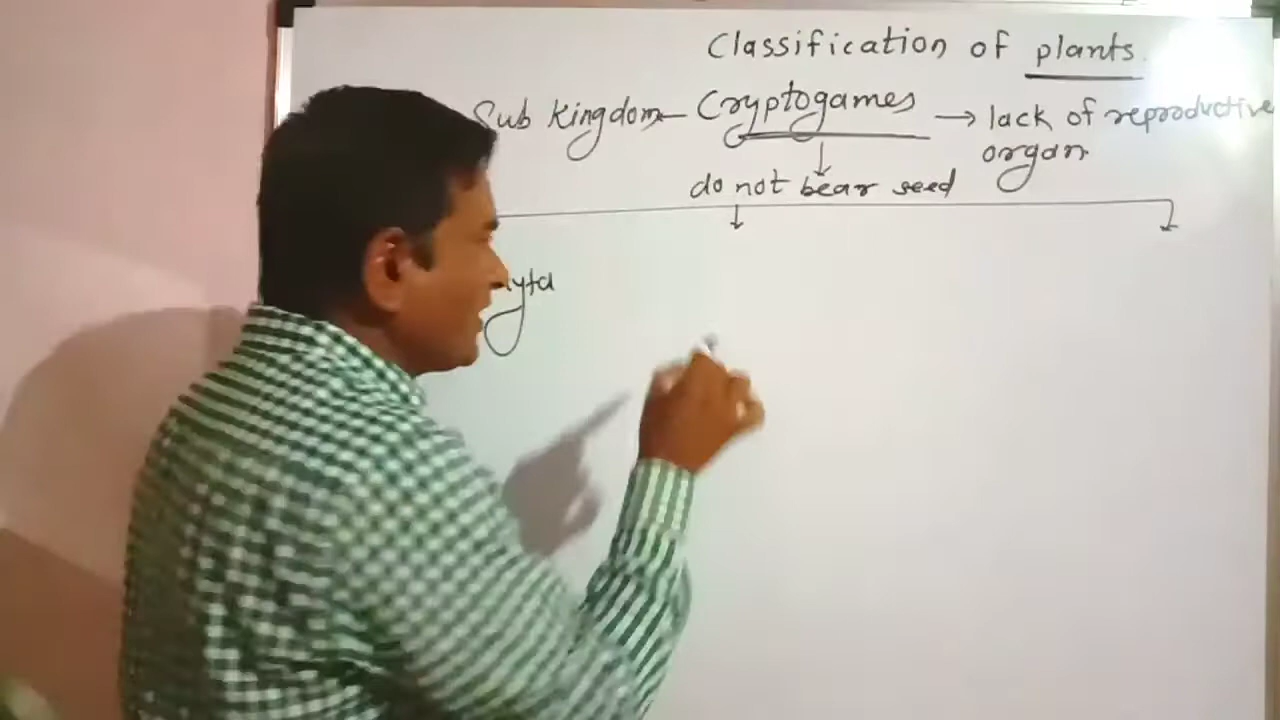 Classification of plants.
Sub Kingdom - Cryptogames → lack of reproductive
organ
do not bear seed